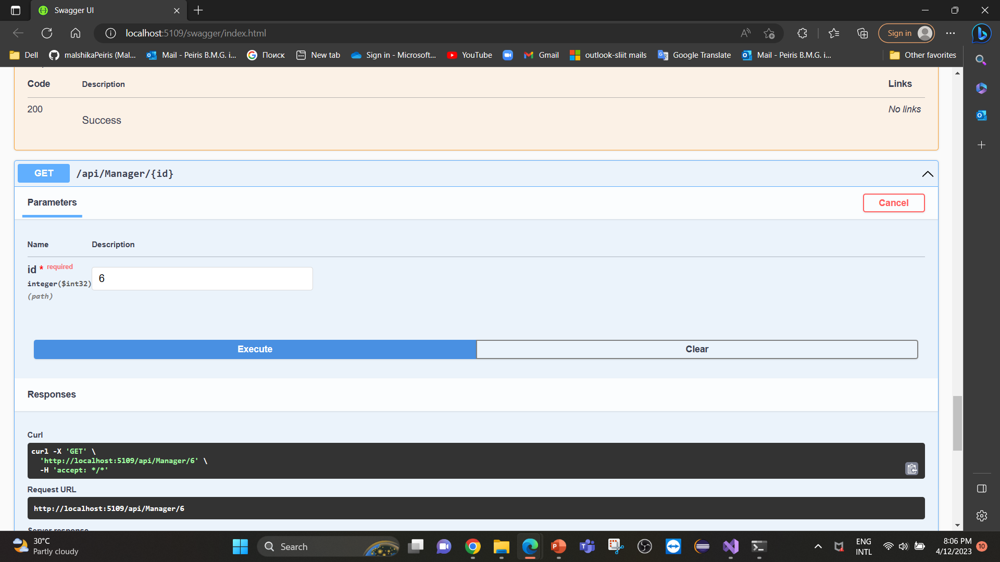 Swagger UI
localhost:5109/swagger/index.html
Sign in
Dell
malshikaPeiris (Mal...
Mail - Peiris B.M.G. i...
Поиск
New tab
Sign in - Microsoft...
YouTube
Gmail
outlook-sliit mails
Google Translate
Mail - Peiris B.M.G. i...
Other favorites
Code Description Links
200 Success No links
GET /api/Manager/{id}
Parameters Cancel
Name Description
id * required
integer($int32)
(path)
6
Execute Clear
Responses
Curl
curl -X 'GET' \
'http://localhost:5109/api/Manager/6' \
-H 'accept: */*'
Request URL
http://localhost:5109/api/Manager/6
Server response
30°C
Partly cloudy
Search
ENG
INTL
8:06 PM
4/12/2023
10